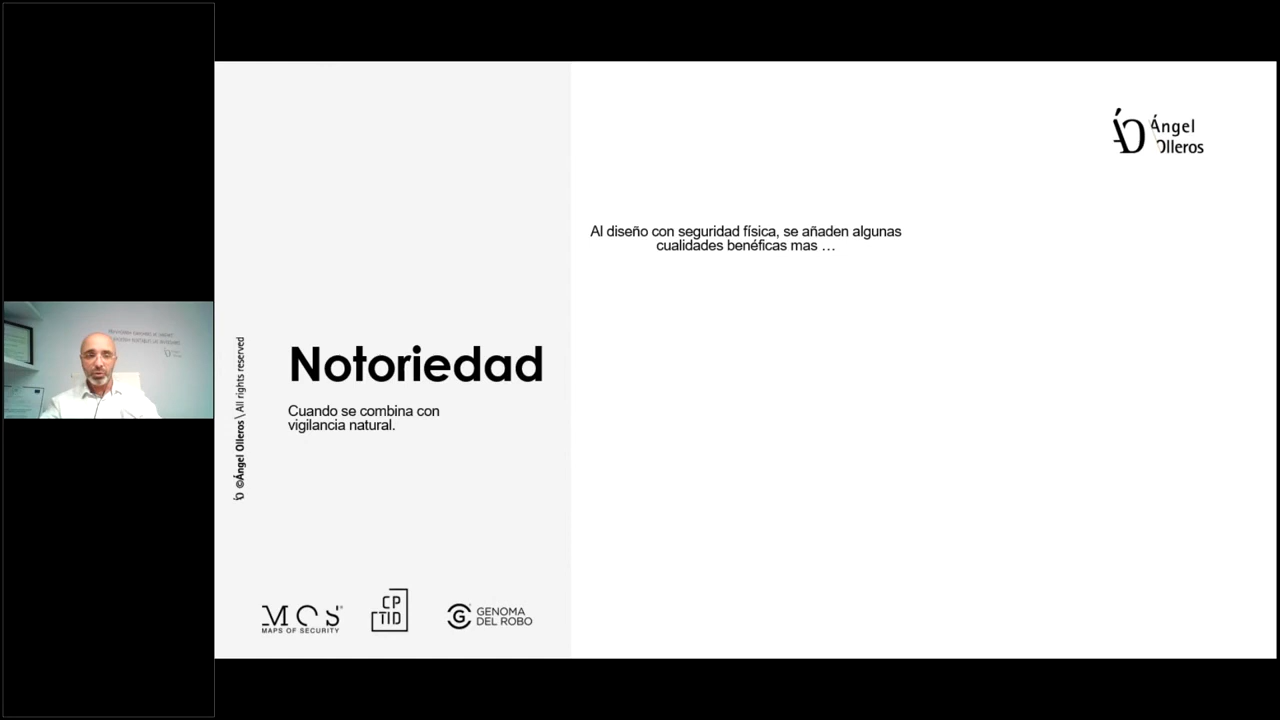 Ángel
Olleros
Al diseño con seguridad física, se añaden algunas
cualidades benéficas mas …
Notoriedad
Cuando se combina con
vigilancia natural.
©Ángel Olleros \ All rights reserved
MOS
MAPS OF SECURITY
CP
TID
G
GENOMA
DEL ROBO